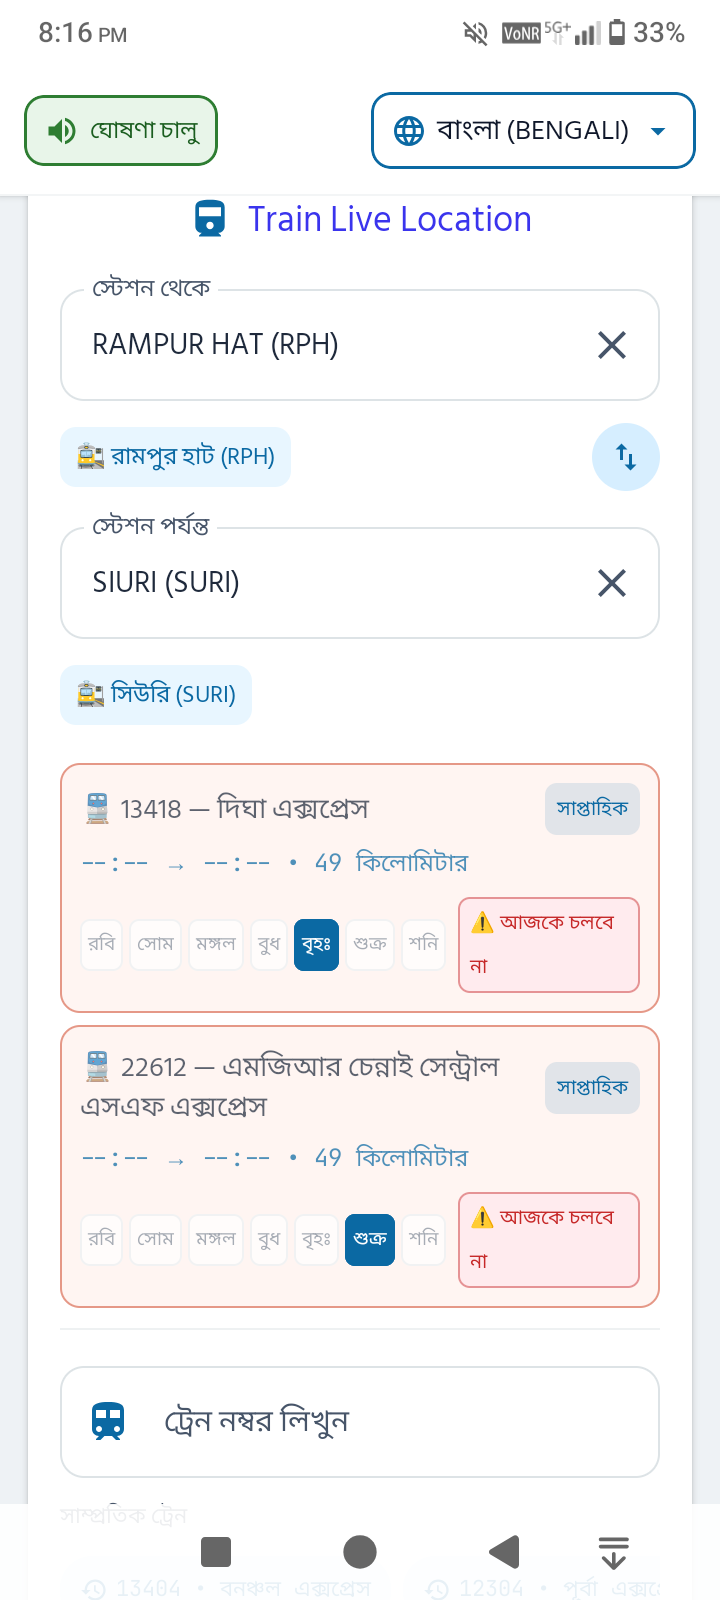 8:16 PM
VoNR 5G+ 33%
ঘোষণা চালু
বাংলা (BENGALI)
Train Live Location
স্টেশন থেকে
RAMPUR HAT (RPH)
রামপুর হাট (RPH)
স্টেশন পর্যন্ত
SIURI (SURI)
সিউরি (SURI)
13418 — দিঘা এক্সপ্রেস
সাপ্তাহিক
--:-- → --:-- • 49 কিলোমিটার
রবি সোম মঙ্গল বুধ বৃহঃ শুক্র শনি
⚠️ আজকে চলবে
না
22612 — এমজিআর চেন্নাই সেন্ট্রাল
এসএফ এক্সপ্রেস
সাপ্তাহিক
--:-- → --:-- • 49 কিলোমিটার
রবি সোম মঙ্গল বুধ বৃহঃ শুক্র শনি
⚠️ আজকে চলবে
না
ট্রেন নম্বর লিখুন
সাম্প্রতিক ট্রেন
13404 • বনঞ্চল এক্সপ্রেস
12304 • পূর্বা